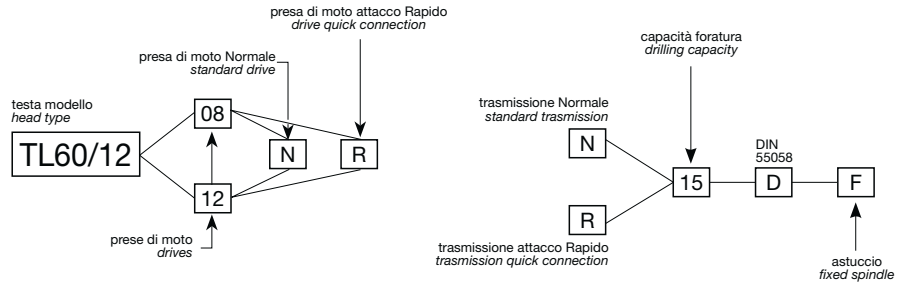 presa di moto attacco Rapido
drive quick connection
presa di moto Normale
standard drive
testa modello
head type
TL60/12
08
N
R
12
prese di moto
drives
capacità foratura
drilling capacity
trasmissione Normale
standard trasmission
N
DIN
55058
15
D
F
R
trasmissione attacco Rapido
trasmission quick connection
astuccio
fixed spindle